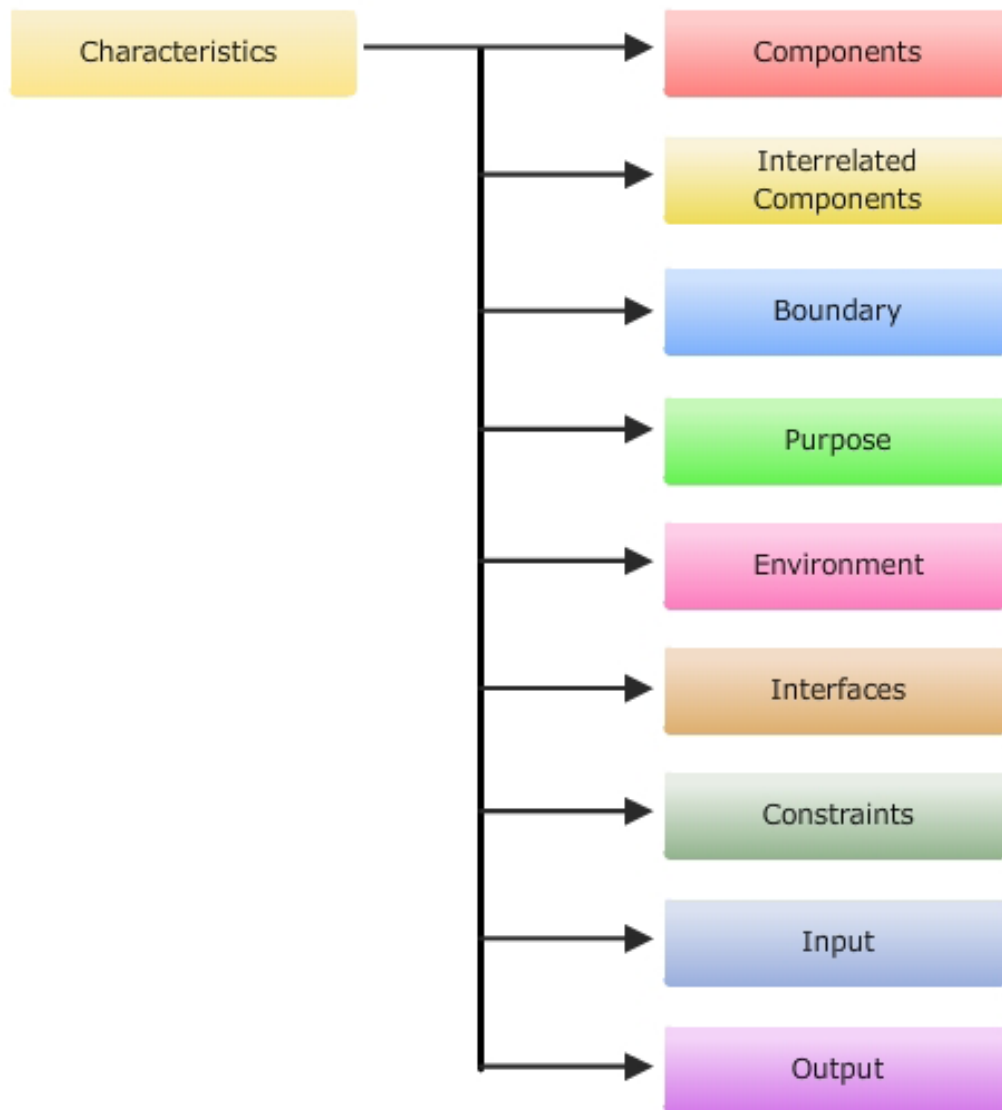 Characteristics
Components
Interrelated
Components
Boundary
Purpose
Environment
Interfaces
Constraints
Input
Output